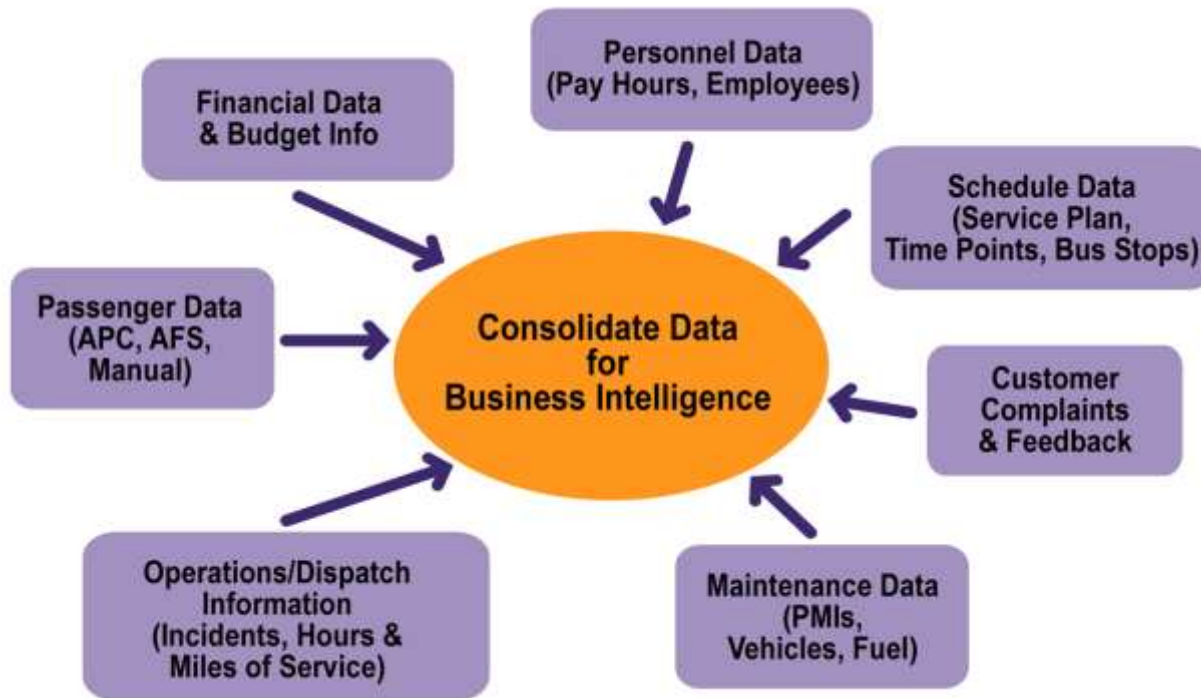 Personnel Data
(Pay Hours, Employees)
Financial Data
& Budget Info
Schedule Data
(Service Plan,
Time Points, Bus Stops)
Passenger Data
(APC, AFS,
Manual)
Consolidate Data
for
Business Intelligence
Customer
Complaints
& Feedback
Operations/Dispatch
Information
(Incidents, Hours &
Miles of Service)
Maintenance Data
(PMIs,
Vehicles, Fuel)